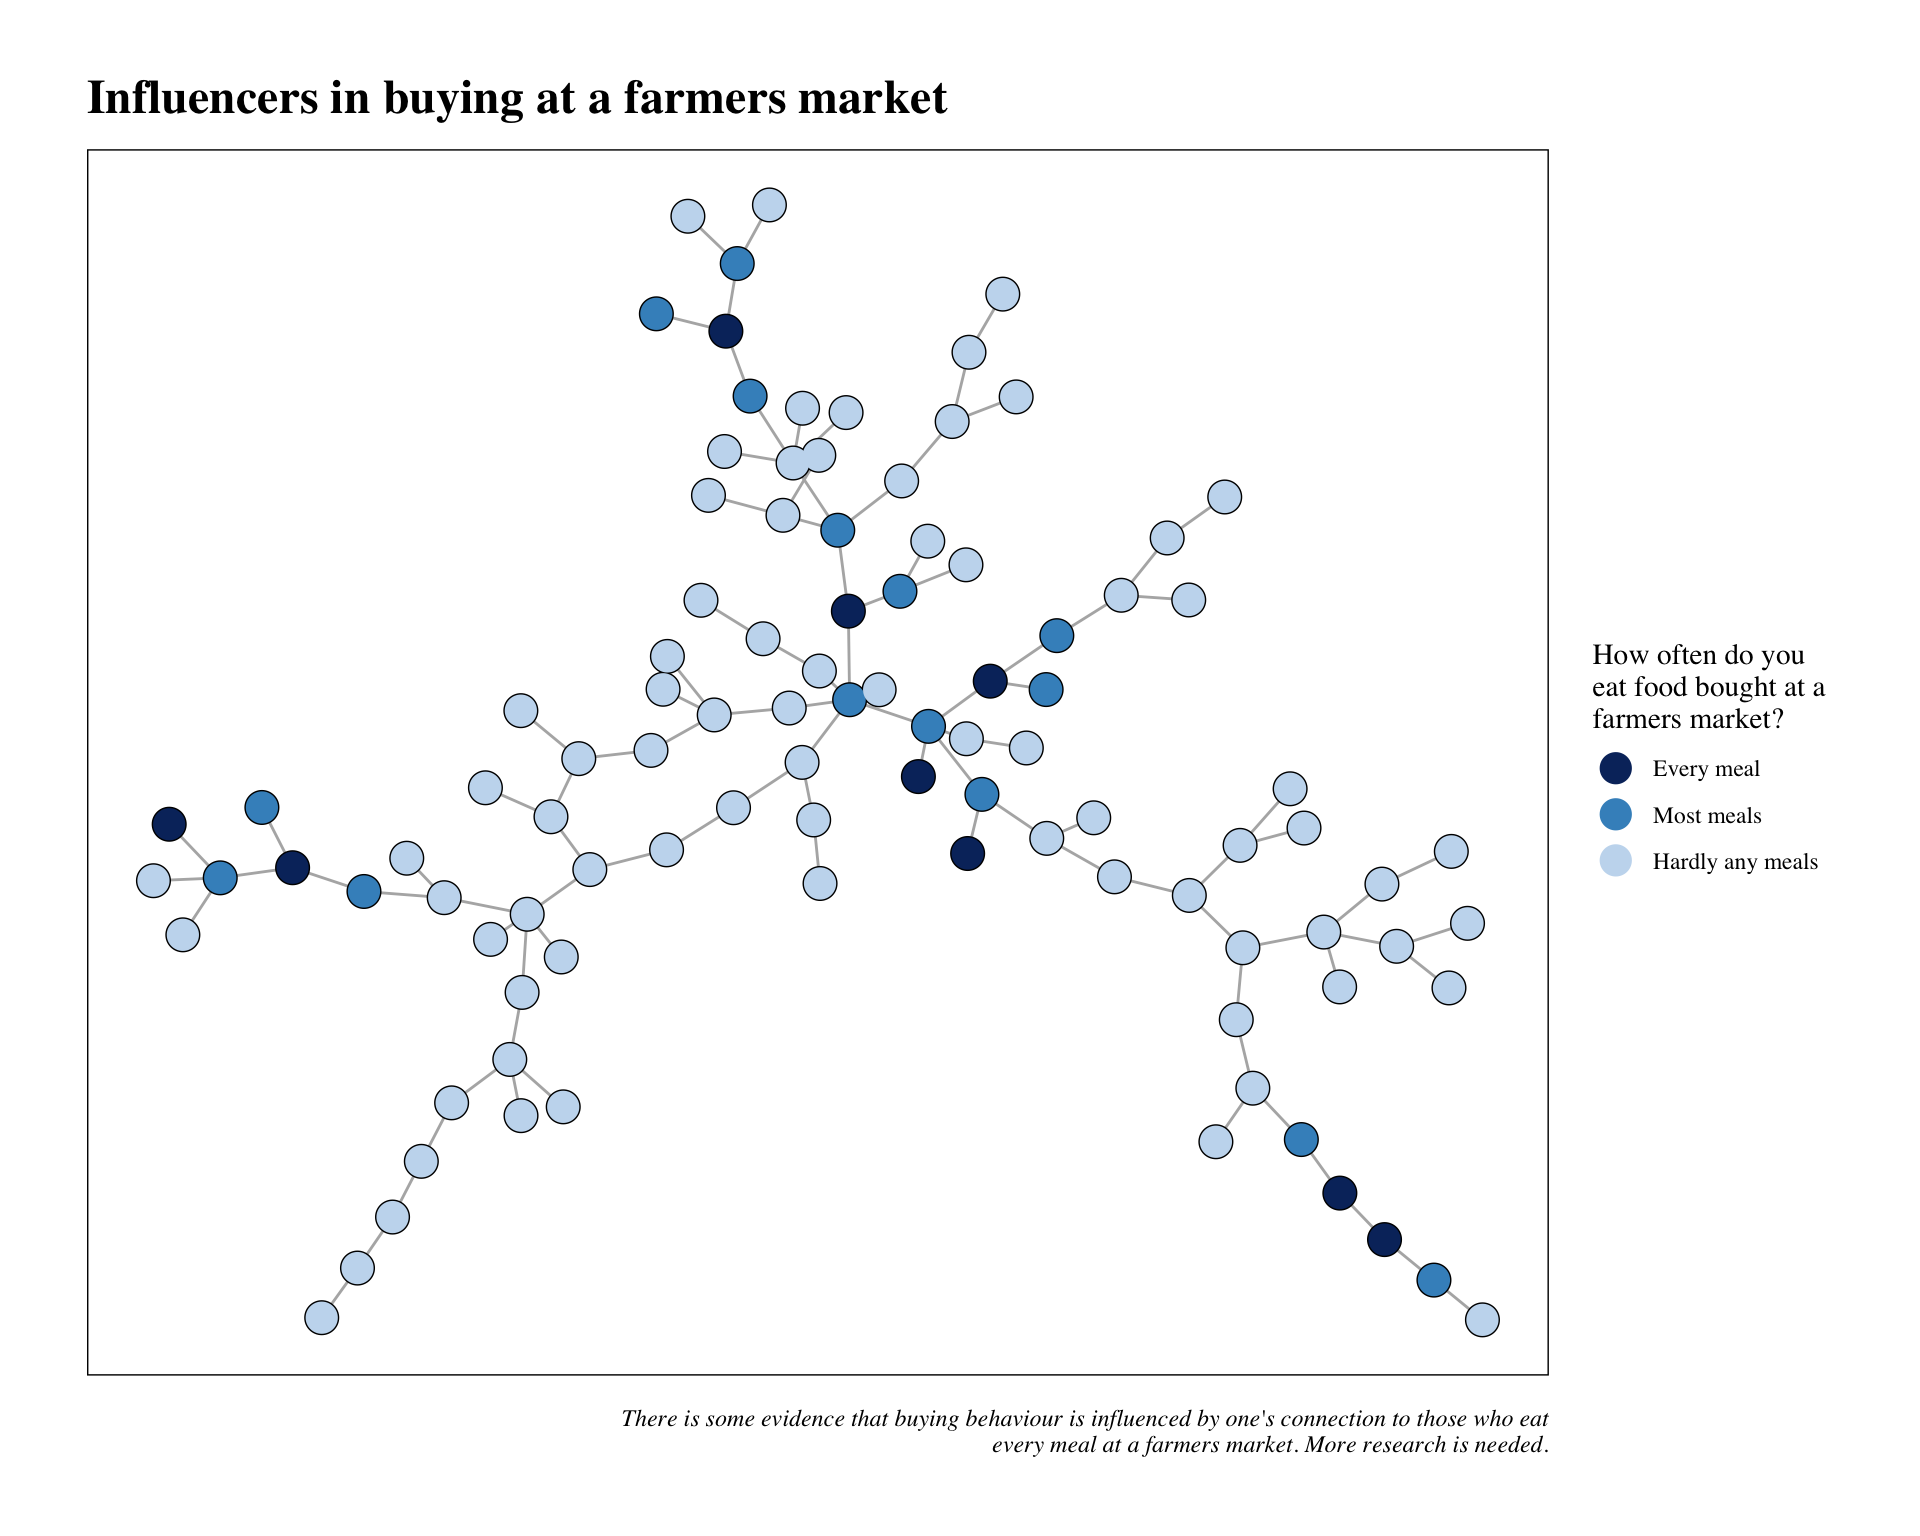 Influencers in buying at a farmers market
How often do you
eat food bought at a
farmers market?
Every meal
Most meals
Hardly any meals
There is some evidence that buying behaviour is influenced by one's connection to those who eat
every meal at a farmers market. More research is needed.